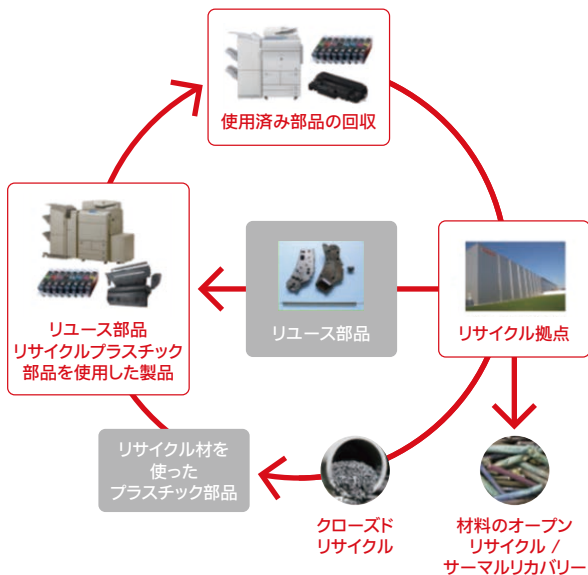 使用済み部品の回収
リユース部品
リサイクルプラスチック
部品を使用した製品
リユース部品
リサイクル拠点
リサイクル材を
使った
プラスチック部品
クローズド
リサイクル
材料のオープン
リサイクル /
サーマルリカバリー